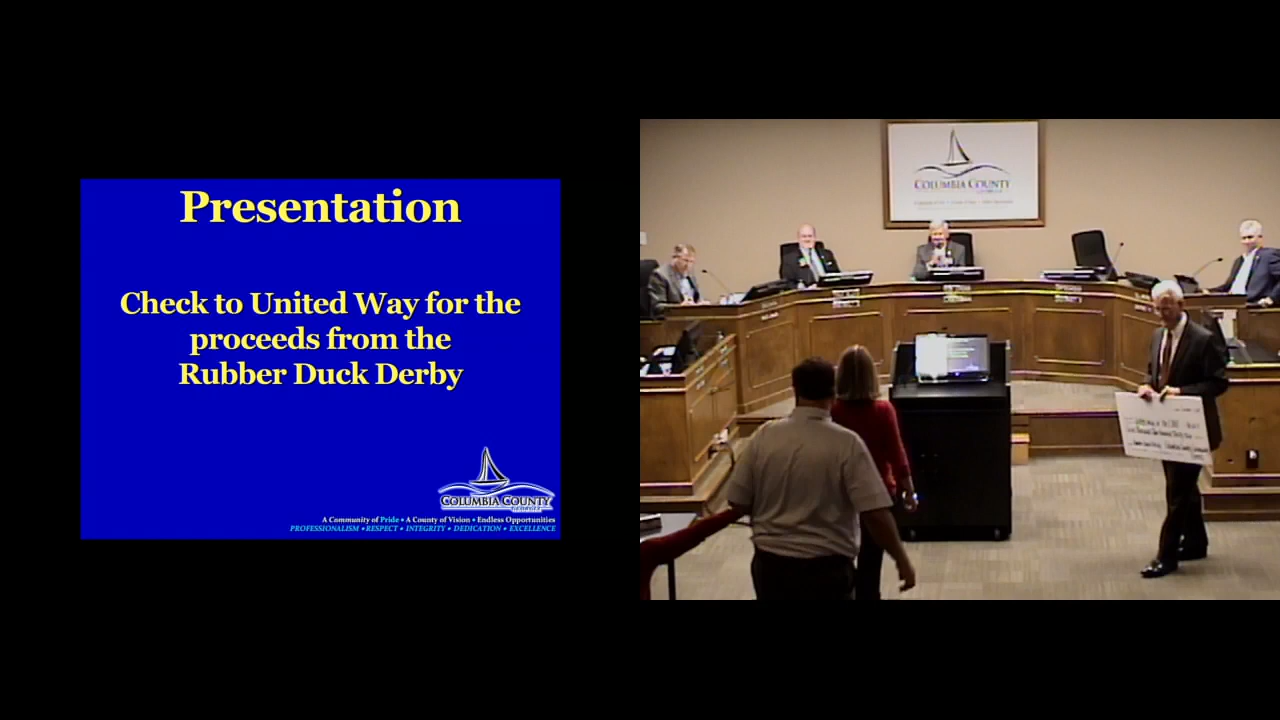 Presentation
Check to United Way for the
proceeds from the
Rubber Duck Derby
COLUMBIA COUNTY
GEORGIA
A Community of Pride • A County of Vision • Endless Opportunities
PROFESSIONALISM • RESPECT • INTEGRITY • DEDICATION • EXCELLENCE
COLUMBIA COUNTY